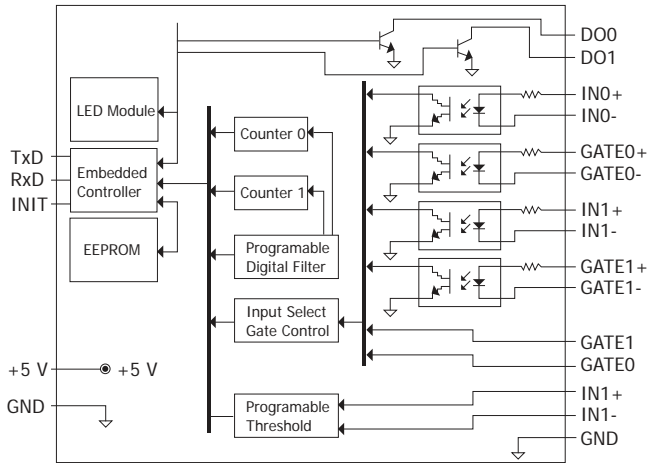 DO0
DO1
LED Module
IN0+
IN0-
Counter 0
TxD
RxD
INIT
Embedded
Controller
GATE0+
GATE0-
Counter 1
IN1+
IN1-
EEPROM
Programable
Digital Filter
GATE1+
GATE1-
Input Select
Gate Control
GATE1
GATE0
+5 V
+5 V
IN1+
IN1-
GND
Programable
Threshold
GND